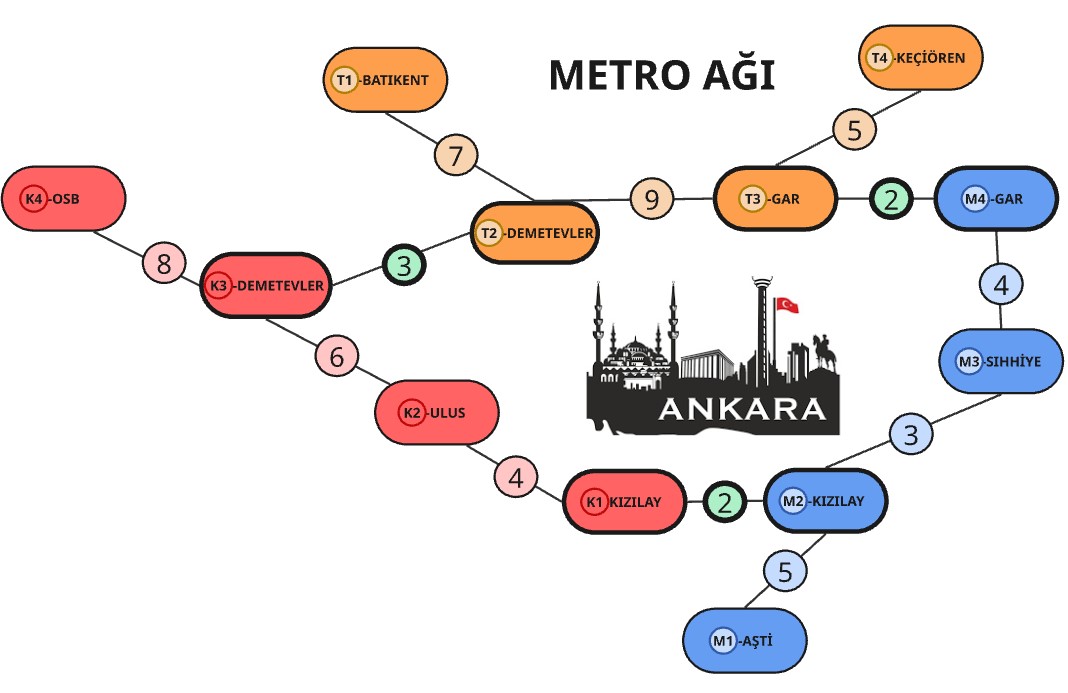 METRO AĞI
T4-KEÇİÖREN
T1-BATIKENT
5
7
K4-OSB
9
T3-GAR
2
M4-GAR
T2-DEMETEVLER
8
3
K3-DEMETEVLER
4
6
M3-SIHHİYE
K2-ULUS
ANKARA
3
4
K1 KIZILAY
2
M2-KIZILAY
5
M1-AŞTİ